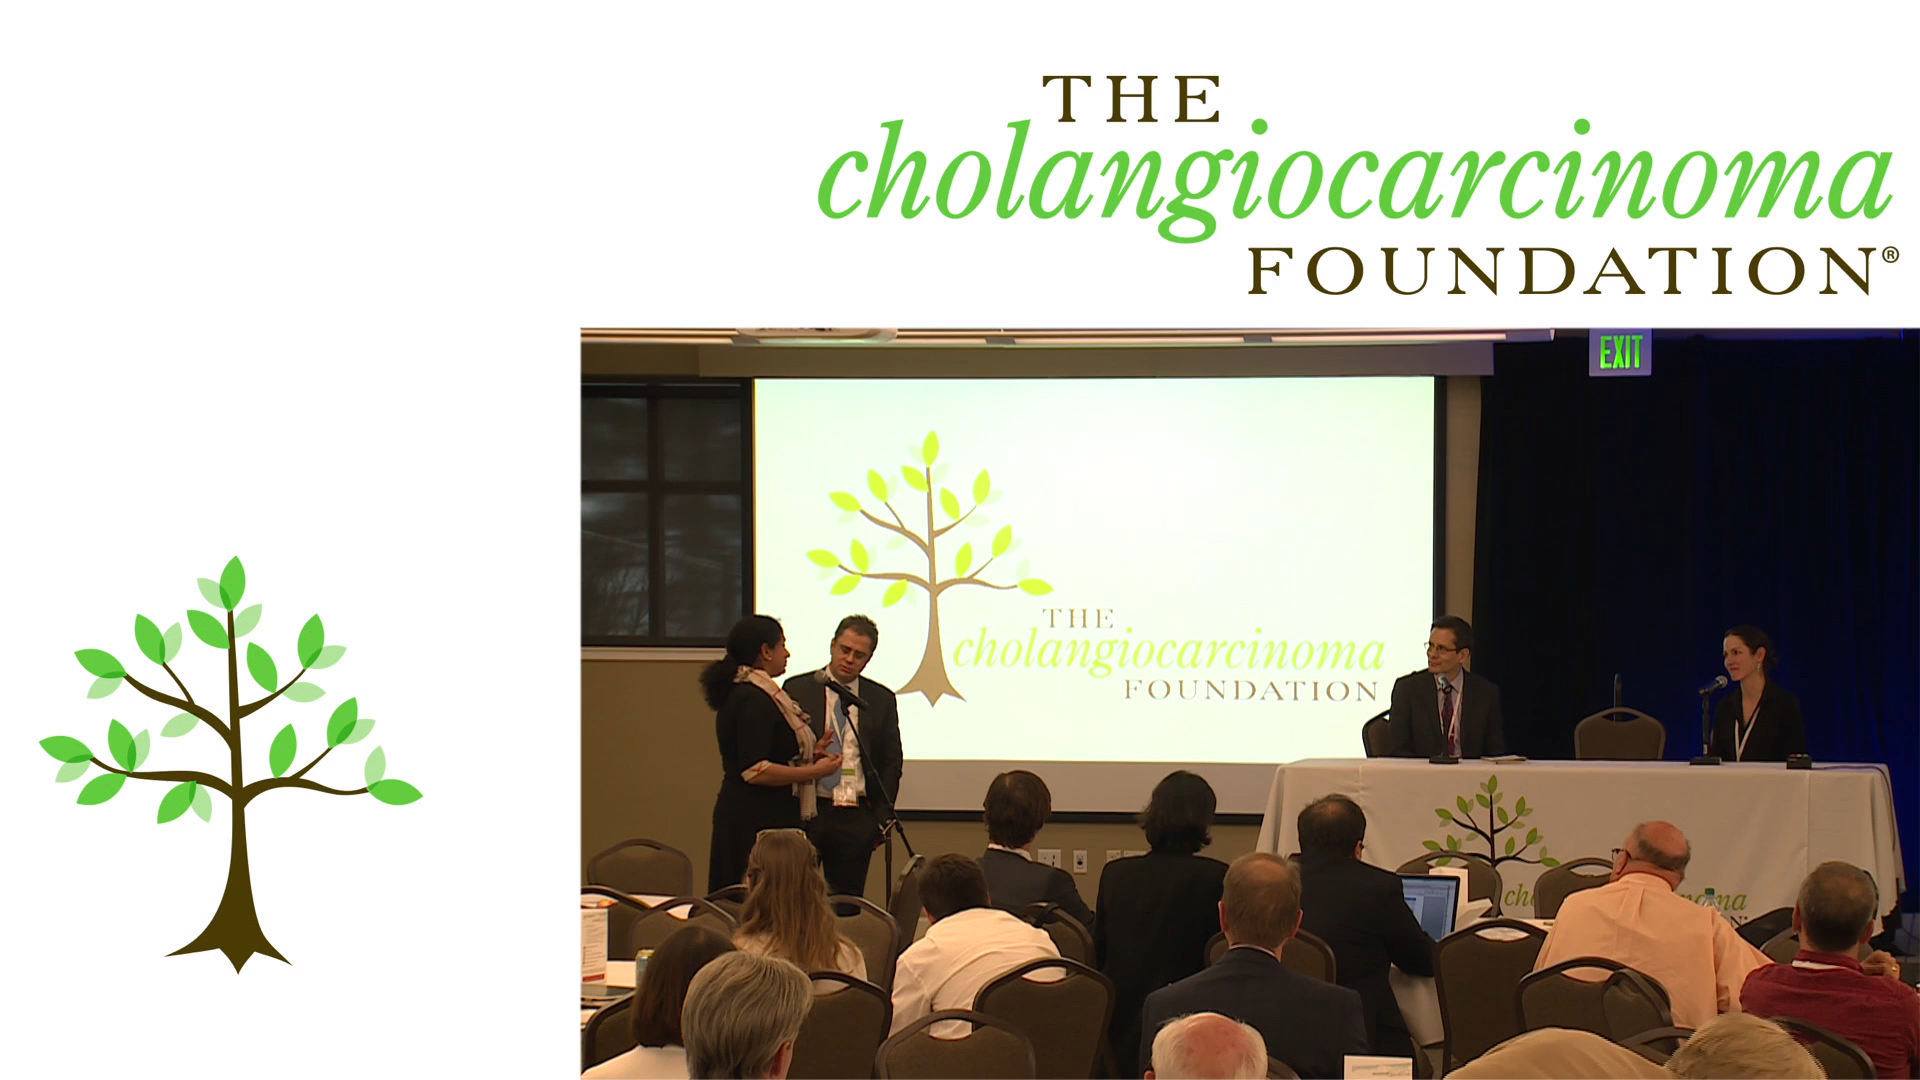 THE
cholangiocarcinoma
FOUNDATION®
EXIT
THE
cholangiocarcinoma
FOUNDATION